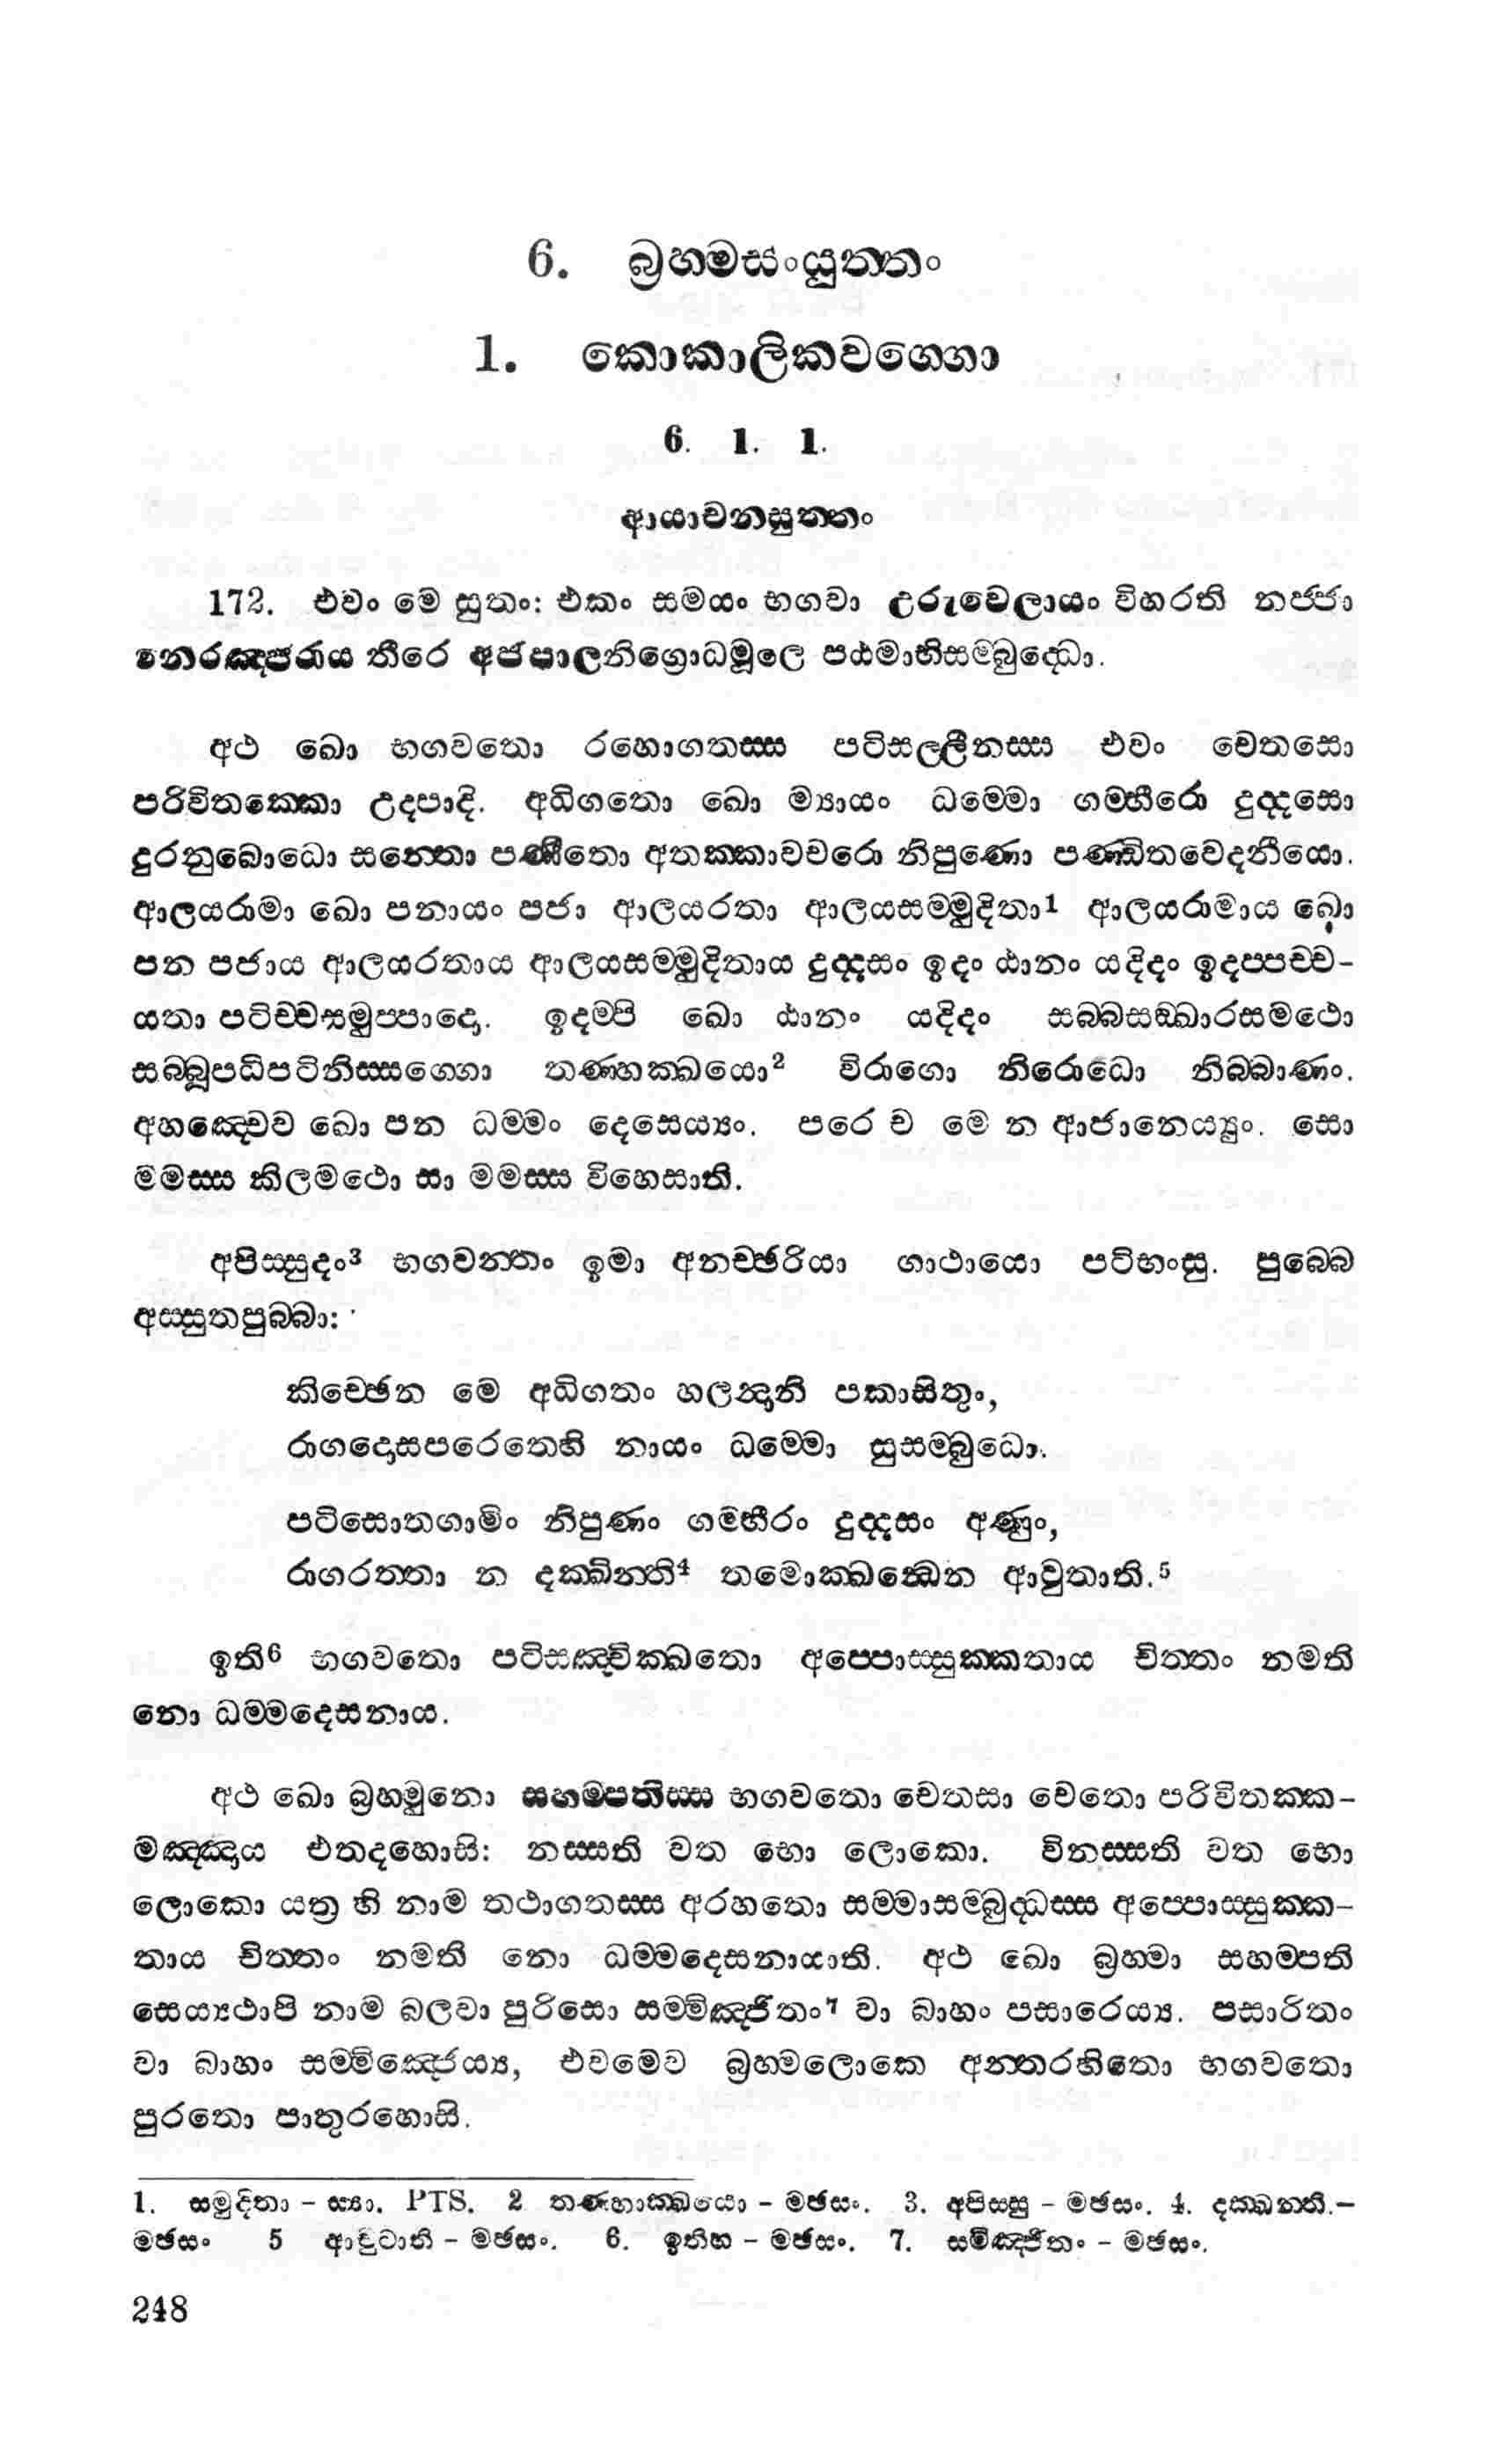 6. බ්‍රහ්මසංයුත්තං
1. කොකාලිකවග්ගො
6. 1. 1.
ආයාචනසුත්තං
172. එවං මෙ සුතං: එකං සමයං භගවා උරුවෙලායං විහරති නජ්ජා
නෙරඤ්ජරාය තීරෙ අජපාලනිග්‍රොධමූලෙ පඨමාභිසම්බුද්ධො.
අථ ඛො භගවතො රහොගතස්ස පටිසල්ලීනස්ස එවං චෙතසො
පරිවිතක්කො උදපාදි. අධිගතො ඛො ම්‍යායං ධම්මො ගම්භීරො දුද්දසො
දුරනුබොධො සන්තො පණීතො අතක්කාවචරො නිපුණො පණ්ඩිතවෙදනීයො.
ආලයරාමා ඛො පනායං පජා ආලයරතා ආලයසම්මුදිතා1 ආලයරාමාය ඛො
පන පජාය ආලයරතාය ආලයසම්මුදිතාය දුද්දසං ඉදං ඨානං යදිදං ඉදප්පච්ච-
යතා පටිච්චසමුප්පාදො. ඉදම්පි ඛො ඨානං යදිදං සබ්බසඞ්ඛාරසමථො
සබ්බූපධිපටිනිස්සග්ගො තණ්හක්ඛයො2 විරාගො නිරොධො නිබ්බාණං.
අහඤ්චෙව ඛො පන ධම්මං දෙසෙය්‍යං. පරෙ ච මෙ න ආජානෙය්‍යුං. සො
මමස්ස කිලමථො සා මමස්ස විහෙසාති.
අපිස්සුදං3 භගවන්තං ඉමා අනච්ඡරියා ගාථායො පටිභංසු. පුබ්බෙ
අස්සුතපුබ්බා:
කිච්ඡෙන මෙ අධිගතං හලන්දානි පකාසිතුං,
රාගදොසපරෙතෙහි නායං ධම්මො සුසම්බුධො.
පටිසොතගාමිං නිපුණං ගම්භීරං දුද්දසං අණුං,
රාගරත්තා න දක්ඛින්ති4 තමොක්ඛන්ධෙන ආවුතාති.5
ඉති6 භගවතො පටිසඤ්චික්ඛතො අප්පොස්සුක්කතාය චිත්තං නමති
නො ධම්මදෙසනාය.
අථ ඛො බ්‍රහ්මුනො සහම්පතිස්ස භගවතො චෙතසා චෙතො පරිවිතක්ක-
මඤ්ඤාය එතදහොසි: නස්සති වත භො ලොකො. විනස්සති වත භො
ලොකො යත්‍ර හි නාම තථාගතස්ස අරහතො සම්මාසම්බුද්ධස්ස අප්පොස්සුක්ක-
තාය චිත්තං නමති නො ධම්මදෙසනායාති. අථ ඛො බ්‍රහ්මා සහම්පති
සෙය්‍යථාපි නාම බලවා පුරිසො සම්මිඤ්ජිතං7 වා බාහං පසාරෙය්‍ය. පසාරිතං
වා බාහං සම්මිඤ්ජෙය්‍ය, එවමෙව බ්‍රහ්මලොකෙ අන්තරහිතො භගවතො
පුරතො පාතුරහොසි.
1. සමුදිතා - ස්‍යා. PTS. 2 තණ්හාක්ඛයො - මඡසං. 3. අපිස්සු - මඡසං. 4. දක්ඛන්ති.-
මඡසං 5 ආවුටාති - මඡසං. 6. ඉතිහ - මඡසං. 7. සමිඤ්ජිතං - මඡසං.
248